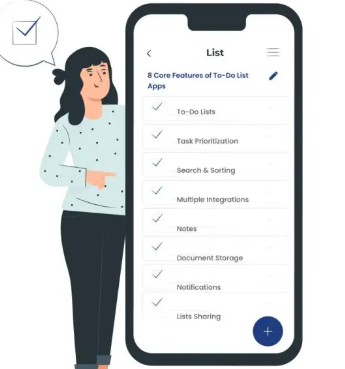 List
8 Core Features of To-Do List
Apps
To-Do Lists
Task Prioritization
Search & Sorting
Multiple Integrations
Notes
Document Storage
Notifications
Lists Sharing